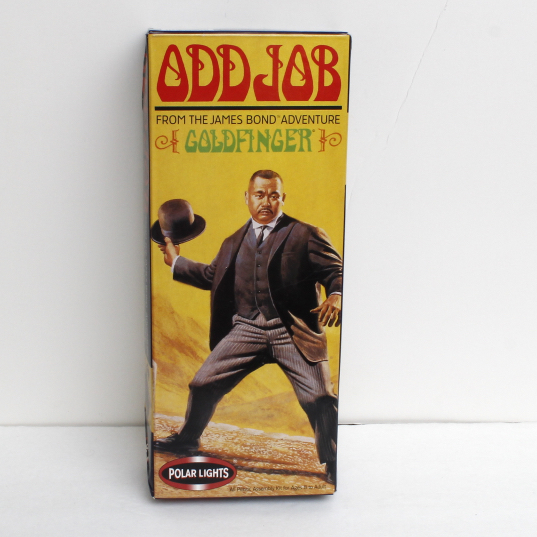 ODD JOB
FROM THE JAMES BOND ADVENTURE
GOLDFINGER
POLAR LIGHTS